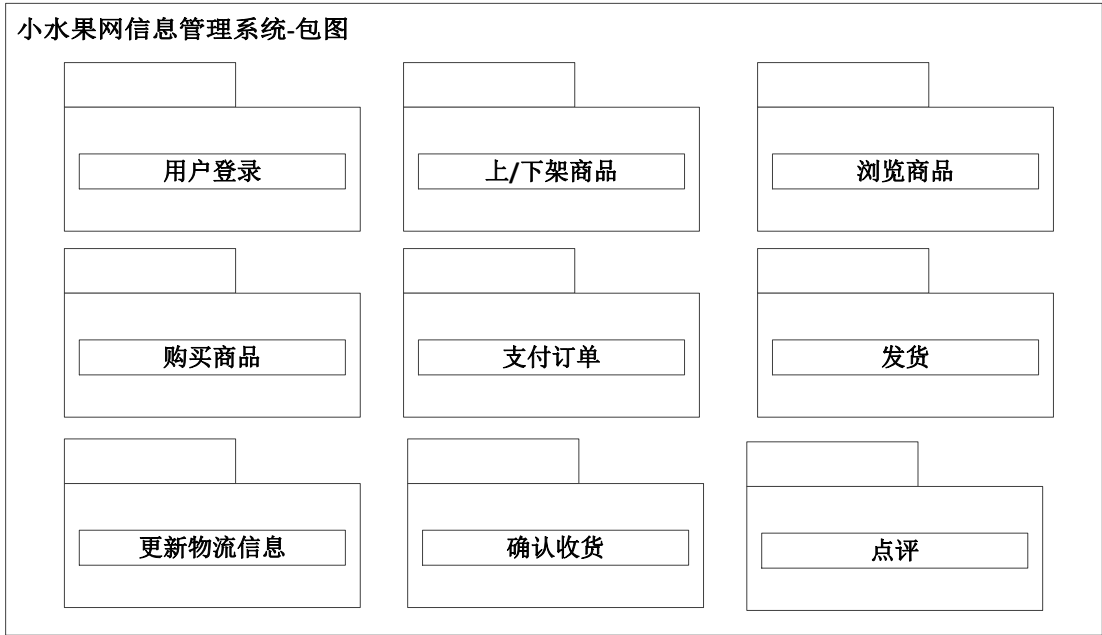 小水果网信息管理系统-包图
用户登录
上/下架商品
浏览商品
购买商品
支付订单
发货
更新物流信息
确认收货
点评